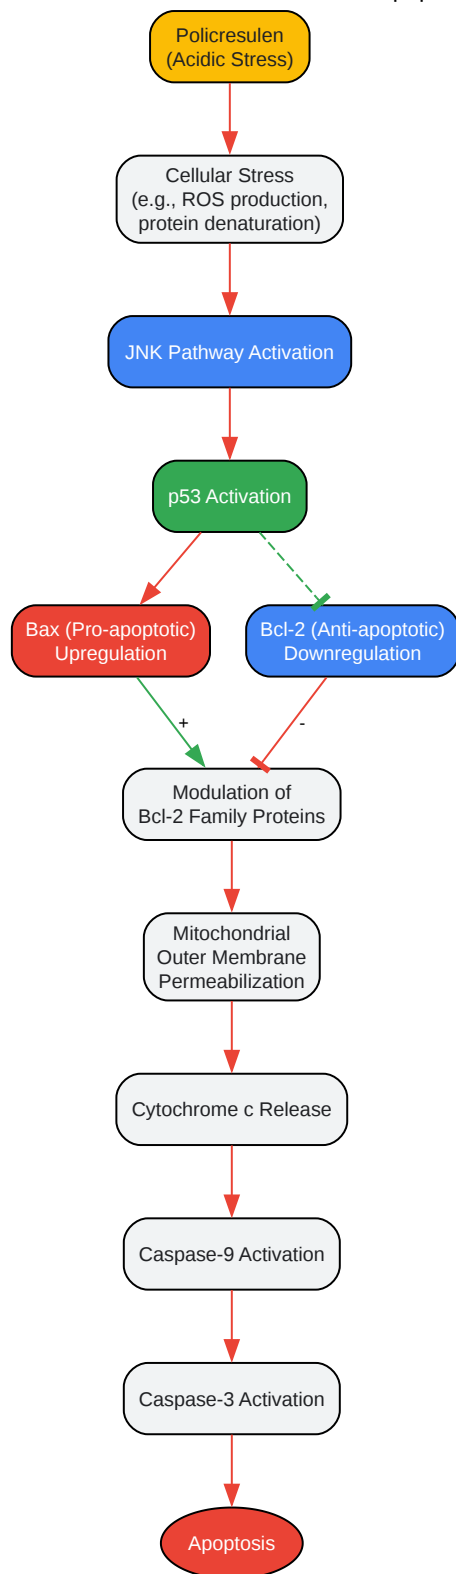 Policresulen
(Acidic Stress)
Cellular Stress
(e.g., ROS production,
protein denaturation)
JNK Pathway Activation
p53 Activation
Bax (Pro-apoptotic)
Upregulation
Bcl-2 (Anti-apoptotic)
Downregulation
+
-
Modulation of
Bcl-2 Family Proteins
Mitochondrial
Outer Membrane
Permeabilization
Cytochrome c Release
Caspase-9 Activation
Caspase-3 Activation
Apoptosis